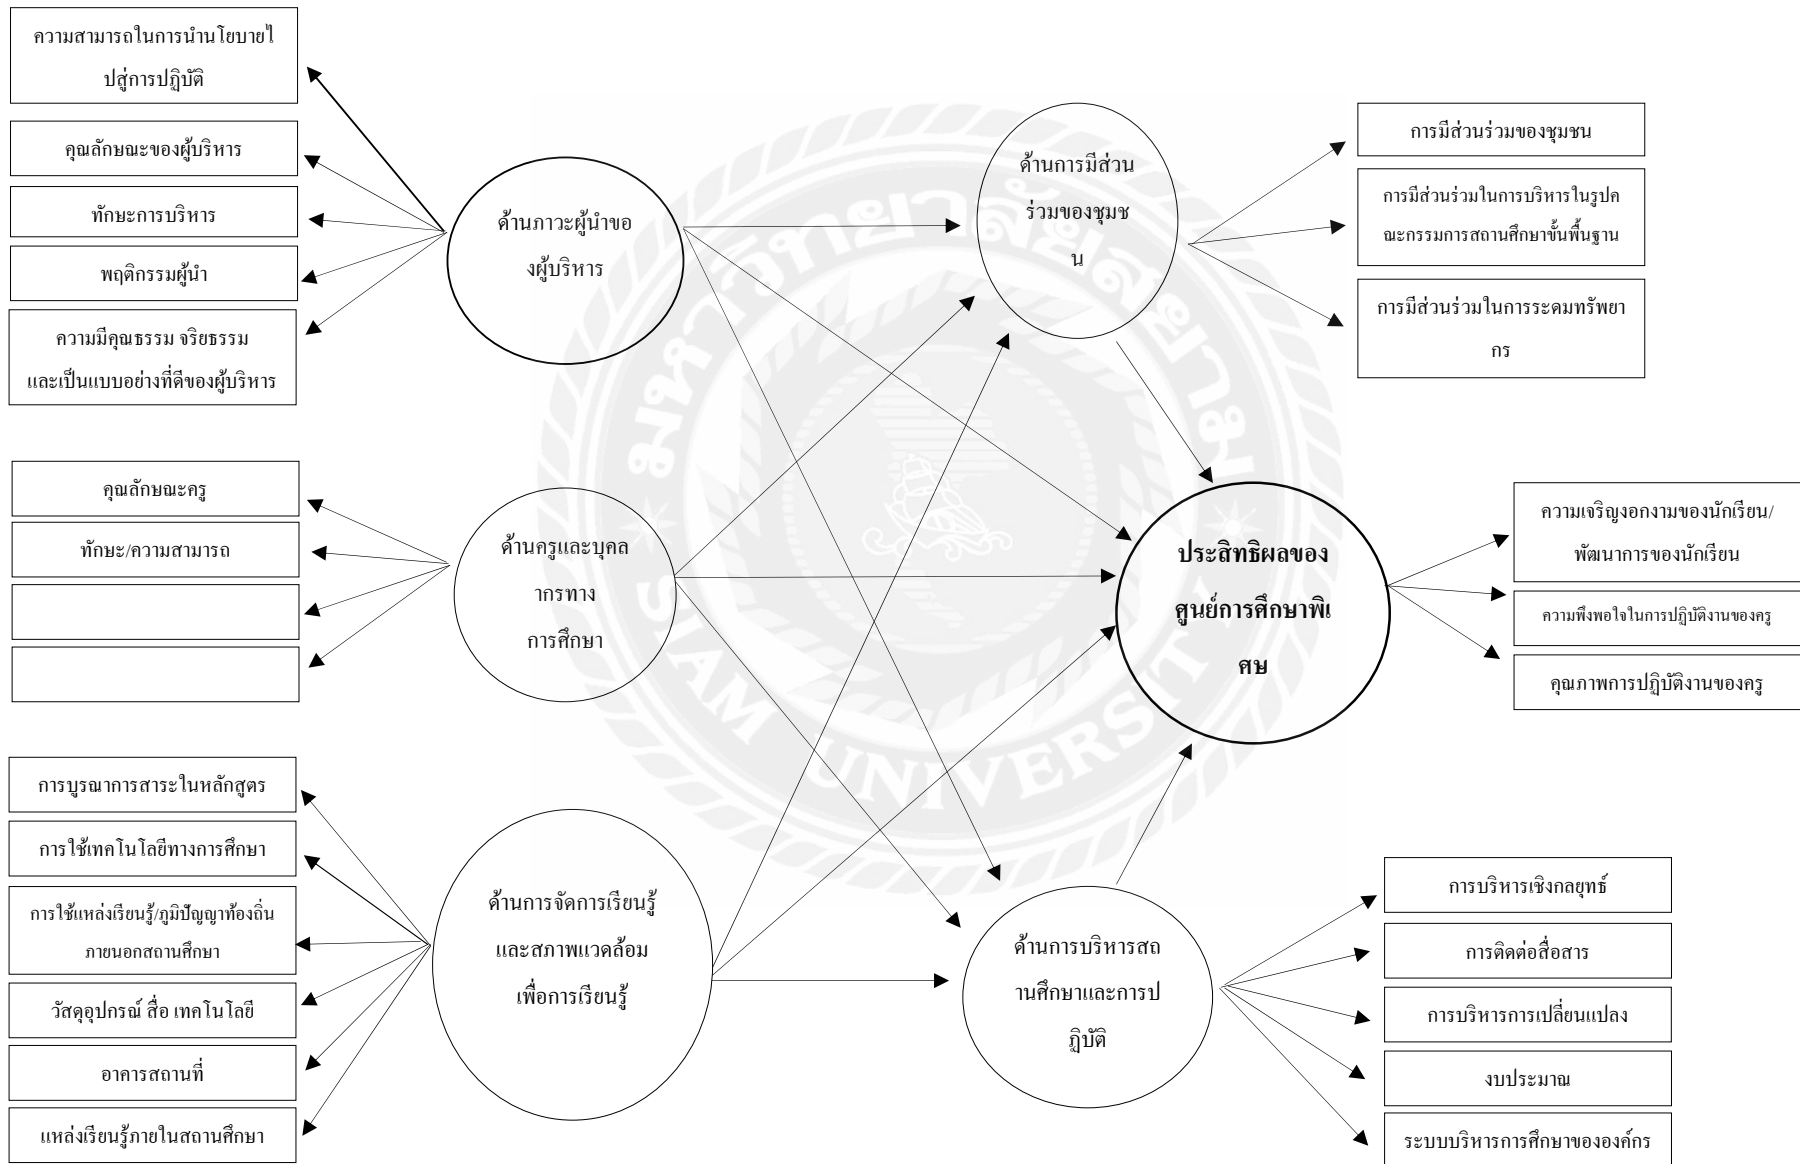 ความสามารถในการนำนโยบายไ
ปสู่การปฏิบัติ
คุณลักษณะของผู้บริหาร
ทักษะการบริหาร
พฤติกรรมผู้นำ
ความมีคุณธรรม จริยธรรม
และเป็นแบบอย่างที่ดีของผู้บริหาร
ด้านภาวะผู้นำขอ
งผู้บริหาร
ด้านการมีส่วน
ร่วมของชุมช
น
การมีส่วนร่วมของชุมชน
การมีส่วนร่วมในการบริหารในรูปค
ณะกรรมการสถานศึกษาขั้นพื้นฐาน
การมีส่วนร่วมในการระดมทรัพยา
กร
คุณลักษณะครู
ทักษะ/ความสามารถ
ด้านครูและบุคล
ากรทาง
การศึกษา
ประสิทธิผลของ
ศูนย์การศึกษาพิเ
ศษ
ความเจริญงอกงามของนักเรียน/
พัฒนาการของนักเรียน
ความพึงพอใจในการปฏิบัติงานของครู
คุณภาพการปฏิบัติงานของครู
การบูรณาการสาระในหลักสูตร
การใช้เทคโนโลยีทางการศึกษา
การใช้แหล่งเรียนรู้/ภูมิปัญญาท้องถิ่น
ภายนอกสถานศึกษา
วัสดุอุปกรณ์ สื่อ เทคโนโลยี
อาคารสถานที่
แหล่งเรียนรู้ภายในสถานศึกษา
ด้านการจัดการเรียนรู้
และสภาพแวดล้อม
เพื่อการเรียนรู้
ด้านการบริหารสถ
านศึกษาและการป
ฏิบัติ
การบริหารเชิงกลยุทธ์
การติดต่อสื่อสาร
การบริหารการเปลี่ยนแปลง
งบประมาณ
ระบบบริหารการศึกษาขององค์กร
มหาวิทยาลัยสยาม
SIAM UNIVERSITY